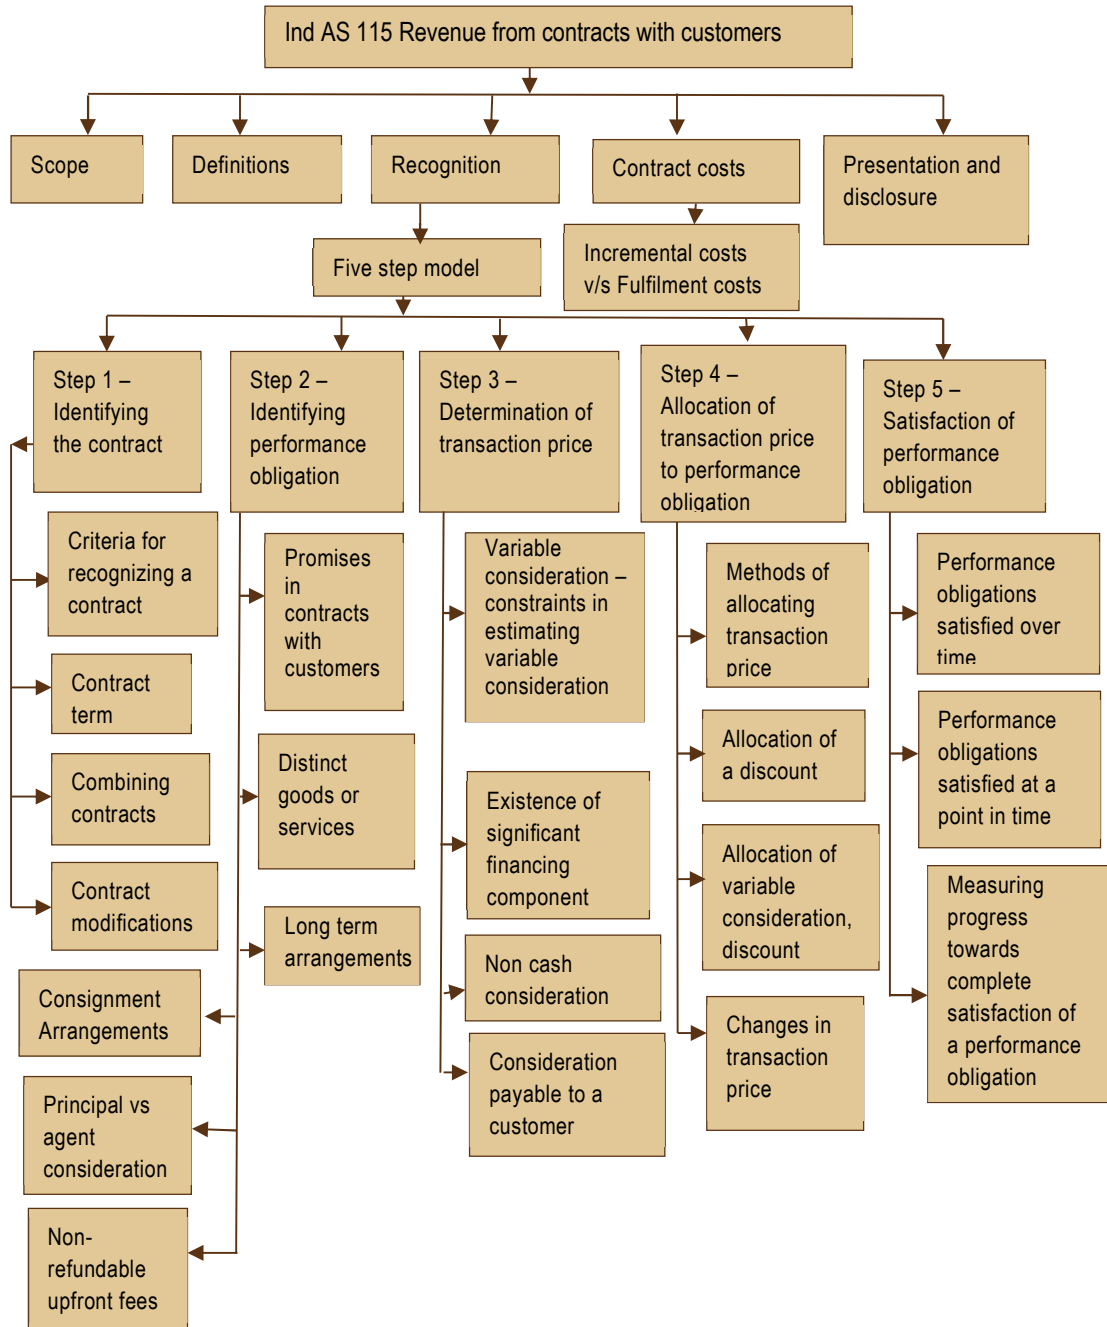 Ind AS 115 Revenue from contracts with customers
Scope
Definitions
Recognition
Contract costs
Presentation and
disclosure
Five step model
Incremental costs
v/s Fulfilment costs
Step 1 –
Identifying
the contract
Step 2 –
Identifying
performance
obligation
Step 3 –
Determination of
transaction price
Step 4 –
Allocation of
transaction price
to performance
obligation
Step 5 –
Satisfaction of
performance
obligation
Criteria for
recognizing a
contract
Contract
term
Combining
contracts
Contract
modifications
Promises
in
contracts
with
customers
Distinct
goods or
services
Long term
arrangements
Consignment
Arrangements
Principal vs
agent
consideration
Non-
refundable
upfront fees
Variable
consideration –
constraints in
estimating
variable
consideration
Existence of
significant
financing
component
Non cash
consideration
Consideration
payable to a
customer
Methods of
allocating
transaction
price
Allocation of
a discount
Allocation of
variable
consideration,
discount
Changes in
transaction
price
Performance
obligations
satisfied over
time
Performance
obligations
satisfied at a
point in time
Measuring
progress
towards
complete
satisfaction of
a performance
obligation